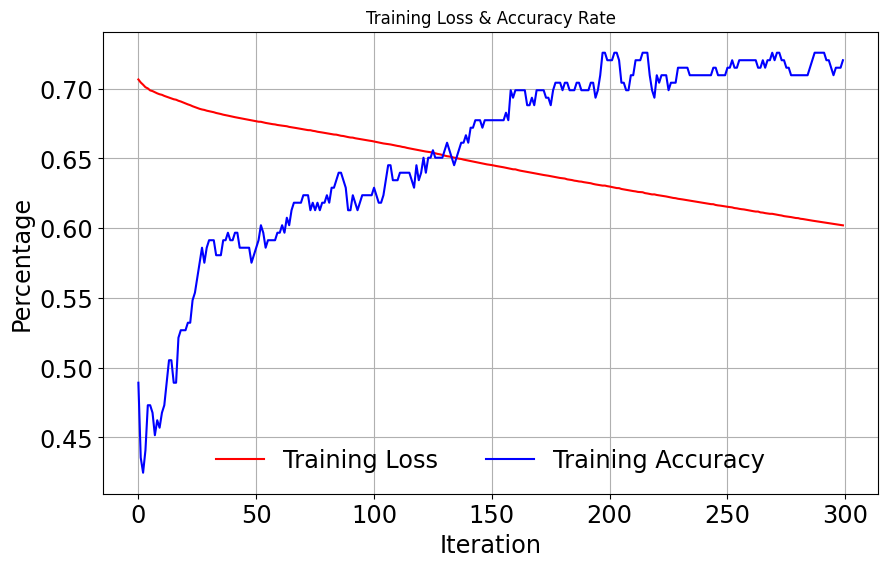 Training Loss & Accuracy Rate
Percentage
0.70
0.65
0.60
0.55
0.50
0.45
Training Loss
Training Accuracy
0 50 100 150 200 250 300
Iteration